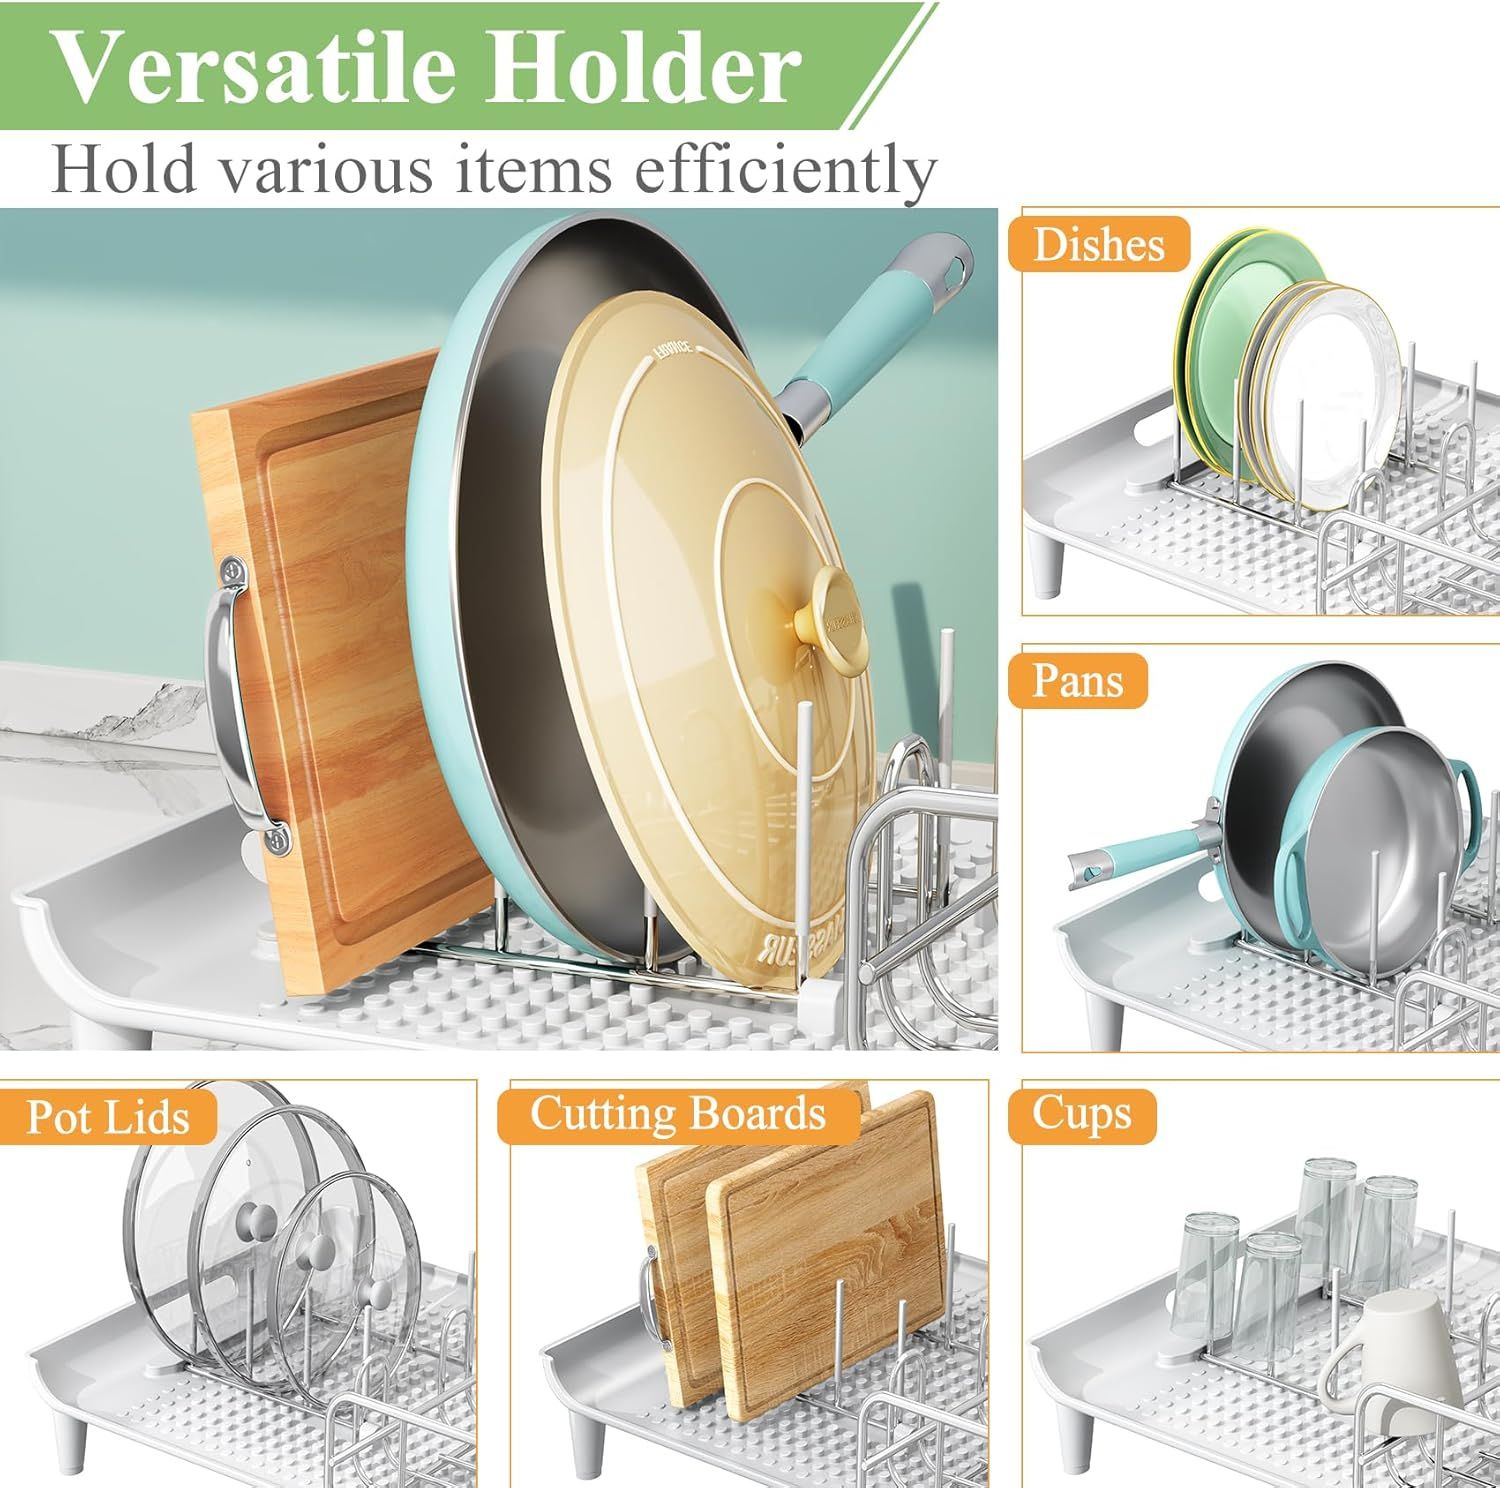 Versatile Holder
Hold various items efficiently
Dishes
Pans
Pot Lids
Cutting Boards
Cups